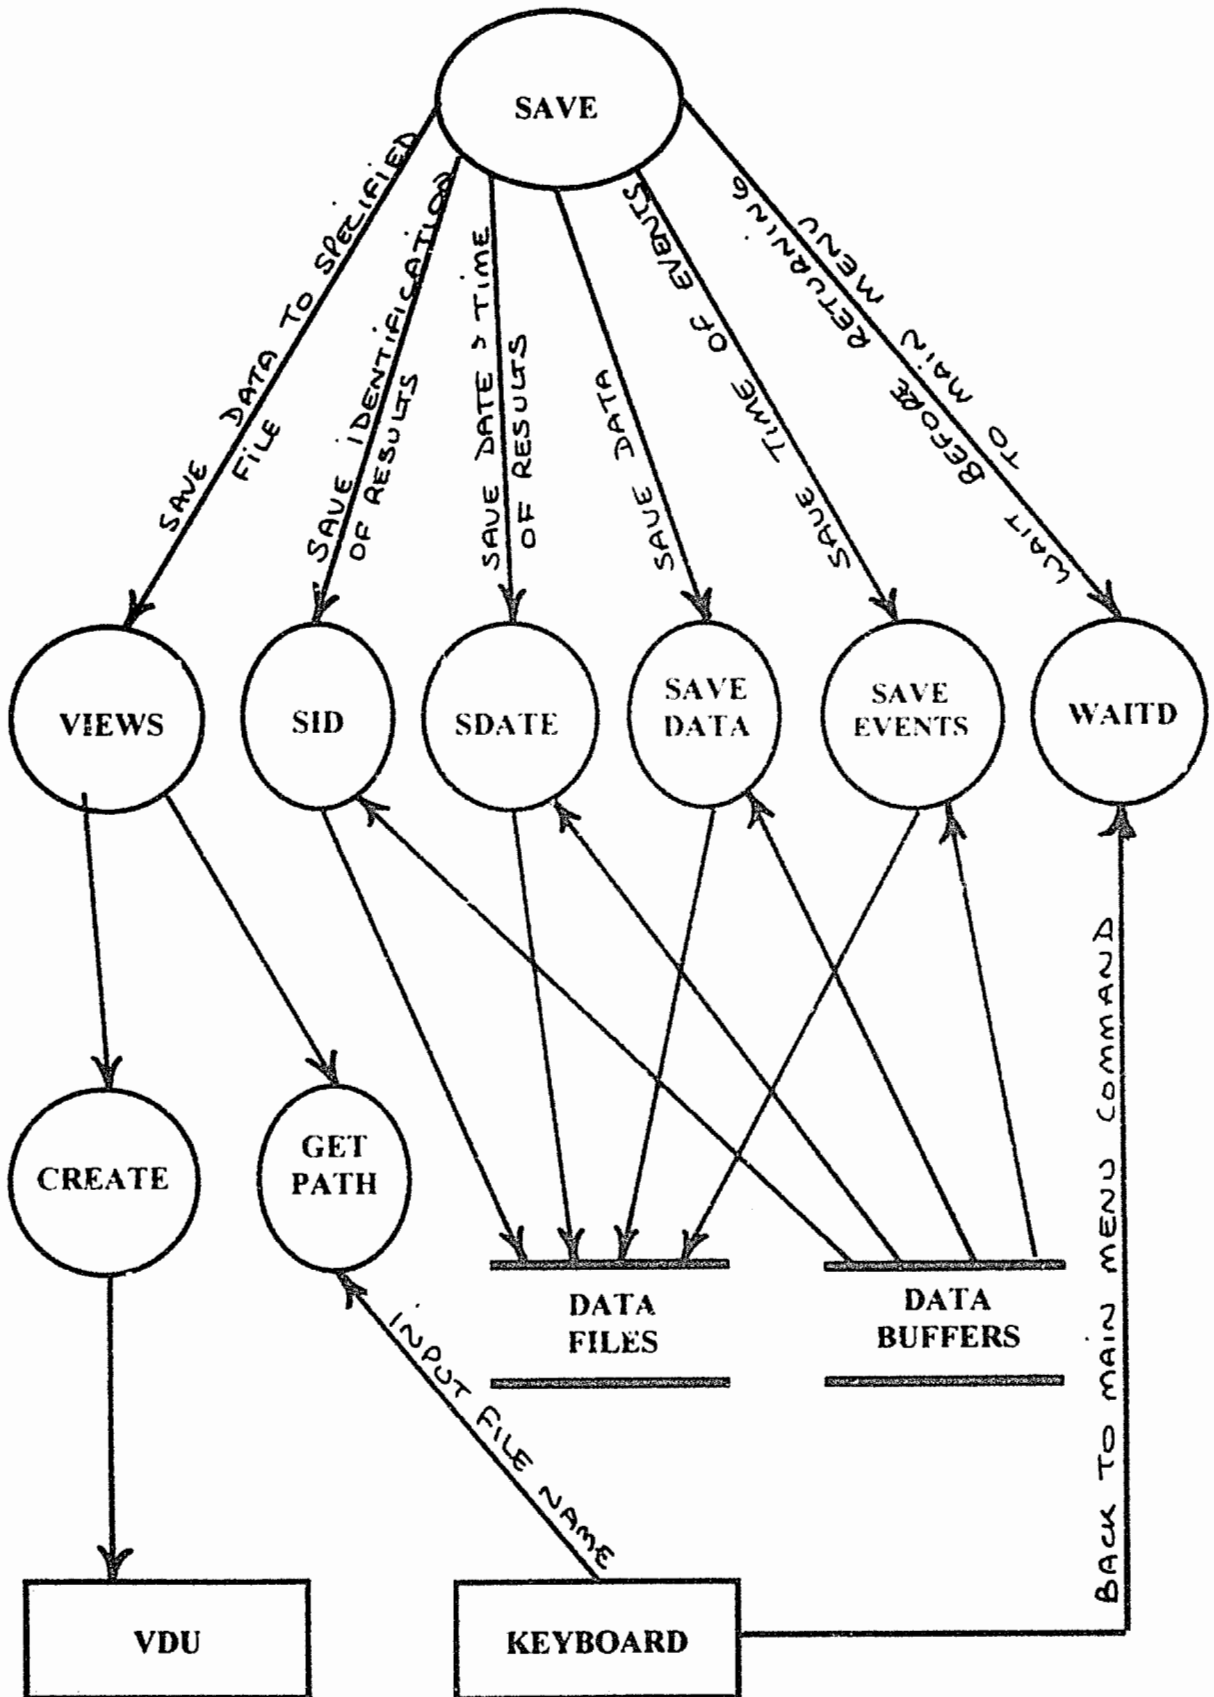 SAVE
SAVE DATA TO SPECIFIED
FILE
SAVE IDENTIFICATION
OF RESULTS
SAVE DATE & TIME
OF RESULTS
SAVE DATA
SAVE TIME OF EVENTS
WAIT BEFORE RETURNING
TO MAIN MENU
VIEWS
SID
SDATE
SAVE
DATA
SAVE
EVENTS
WAITD
CREATE
GET
PATH
DATA
FILES
DATA
BUFFERS
INPUT FILE NAME
BACK TO MAIN MENU COMMAND
VDU
KEYBOARD